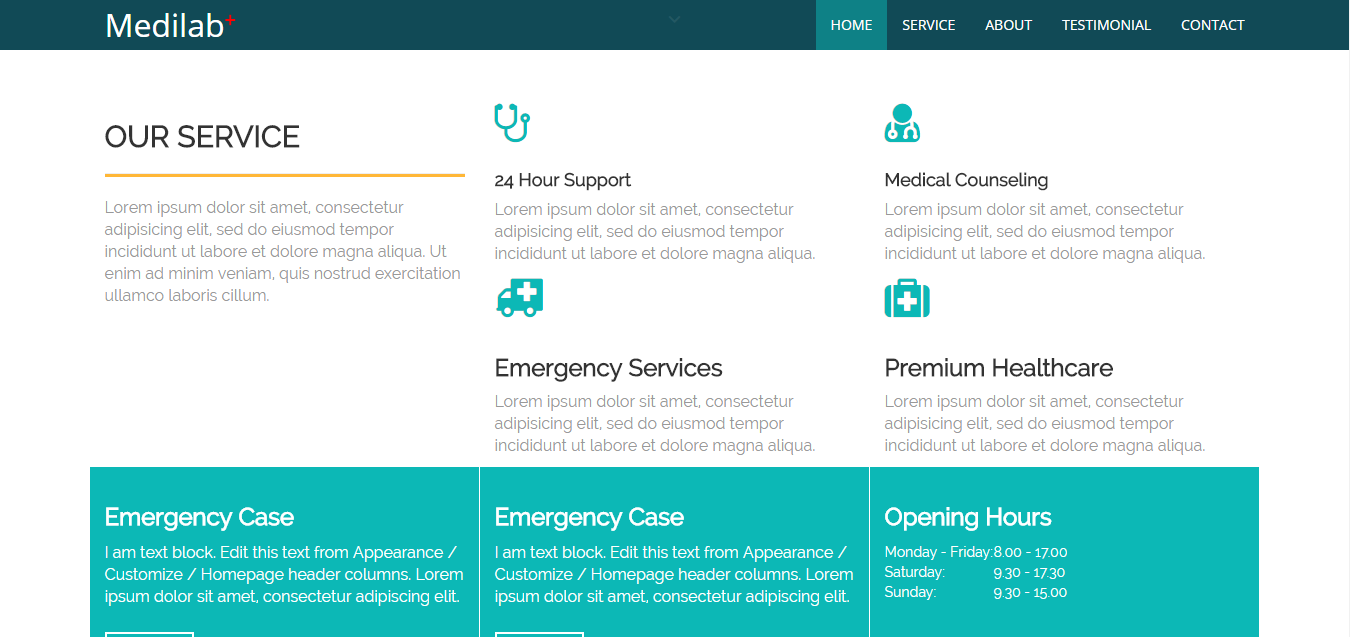 Medilab+
HOME SERVICE ABOUT TESTIMONIAL CONTACT
OUR SERVICE
Lorem ipsum dolor sit amet, consectetur
adipisicing elit, sed do eiusmod tempor
incididunt ut labore et dolore magna aliqua. Ut
enim ad minim veniam, quis nostrud exercitation
ullamco laboris cillum.
24 Hour Support
Lorem ipsum dolor sit amet, consectetur
adipisicing elit, sed do eiusmod tempor
incididunt ut labore et dolore magna aliqua.
Medical Counseling
Lorem ipsum dolor sit amet, consectetur
adipisicing elit, sed do eiusmod tempor
incididunt ut labore et dolore magna aliqua.
Emergency Services
Lorem ipsum dolor sit amet, consectetur
adipisicing elit, sed do eiusmod tempor
incididunt ut labore et dolore magna aliqua.
Premium Healthcare
Lorem ipsum dolor sit amet, consectetur
adipisicing elit, sed do eiusmod tempor
incididunt ut labore et dolore magna aliqua.
Emergency Case
I am text block. Edit this text from Appearance /
Customize / Homepage header columns. Lorem
ipsum dolor sit amet, consectetur adipiscing elit.
Emergency Case
I am text block. Edit this text from Appearance /
Customize / Homepage header columns. Lorem
ipsum dolor sit amet, consectetur adipiscing elit.
Opening Hours
Monday - Friday: 8.00 - 17.00
Saturday: 9.30 - 17.30
Sunday: 9.30 - 15.00